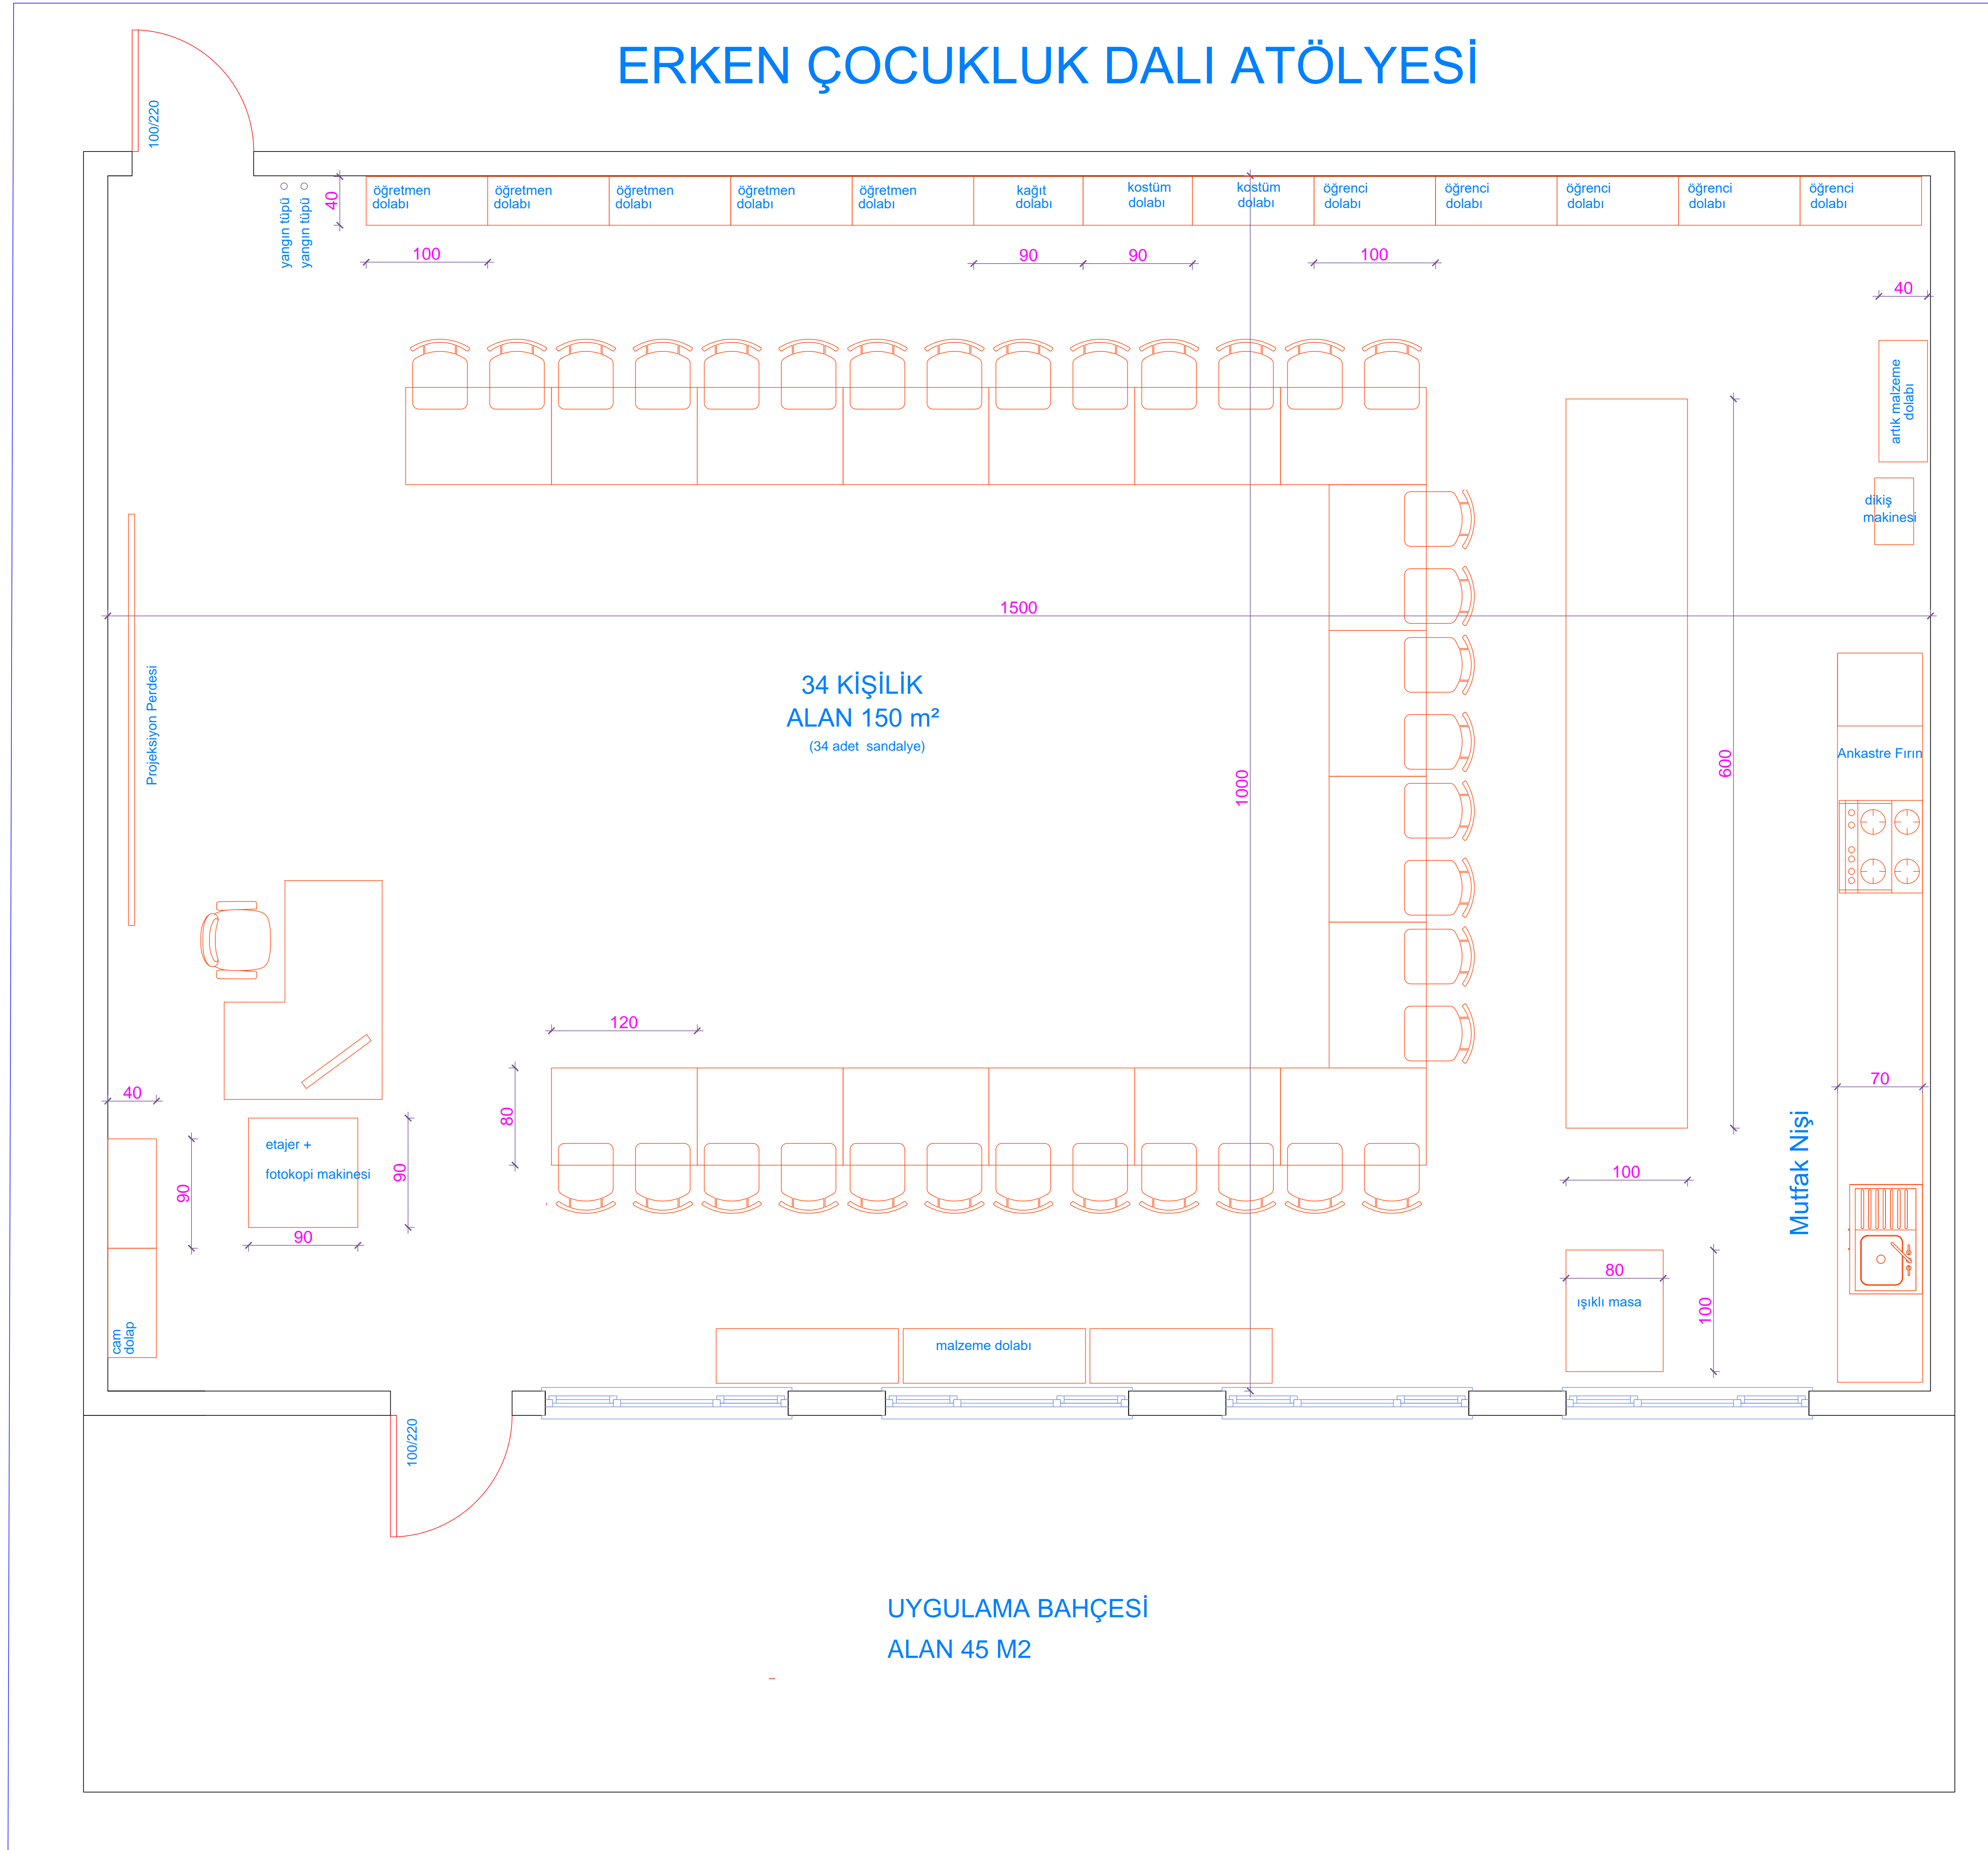 ERKEN ÇOCUKLUK DALI ATÖLYESİ
100/220
yangın tüpü
yangın tüpü
40
öğretmen
dolabı
öğretmen
dolabı
öğretmen
dolabı
öğretmen
dolabı
öğretmen
dolabı
kağıt
dolabı
kostüm
dolabı
kostüm
dolabı
öğrenci
dolabı
öğrenci
dolabı
öğrenci
dolabı
öğrenci
dolabı
öğrenci
dolabı
100
90
90
100
40
artık malzeme
dolabı
dikiş
makinesi
1500
Projeksiyon Perdesi
34 KİŞİLİK
ALAN 150 m²
(34 adet sandalye)
1000
600
Ankastre Fırın
120
80
70
40
90
etajer +
fotokopi makinesi
90
90
100
Mutfak Nişi
80
ışıklı masa
100
cam
dolap
malzeme dolabı
100/220
UYGULAMA BAHÇESİ
ALAN 45 M2